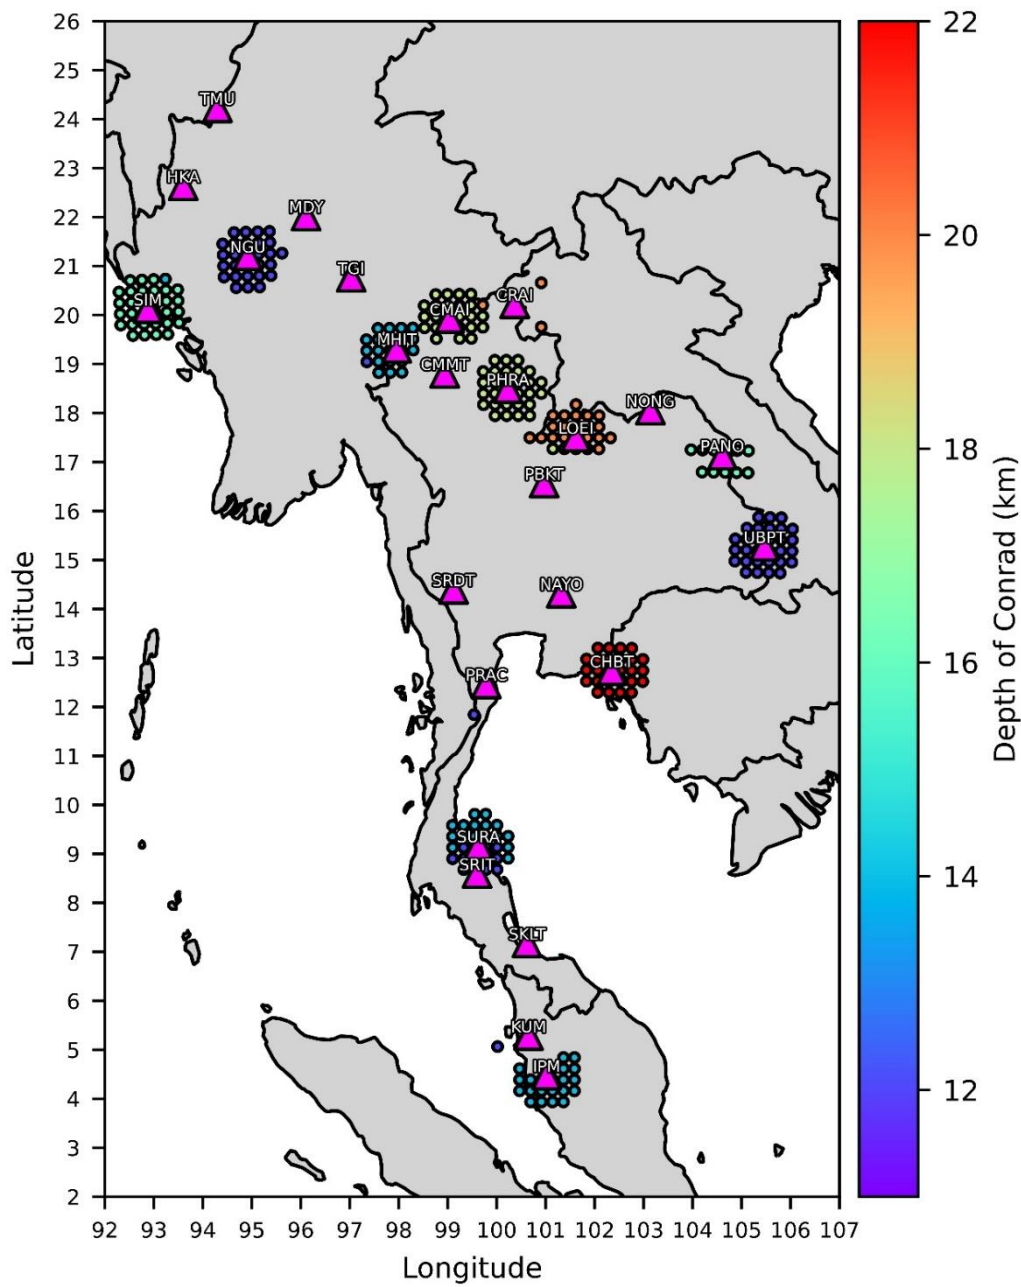 26
25
24
23
22
21
20
19
18
17
16
15
14
13
12
11
10
9
8
7
6
5
4
3
2
Latitude
92 93 94 95 96 97 98 99 100 101 102 103 104 105 106 107
Longitude
TMU
HKA
MDY
NGU
TGI
SIM
CMAI
CRAI
MHIT
CMMT
PHRA
NONG
LOEI
PANO
PBKT
UBPT
SRDT
NAYO
CHBT
PRAC
SURA
SRIT
SKLT
KUM
IPM
22
20
18
16
14
12
Depth of Conrad (km)